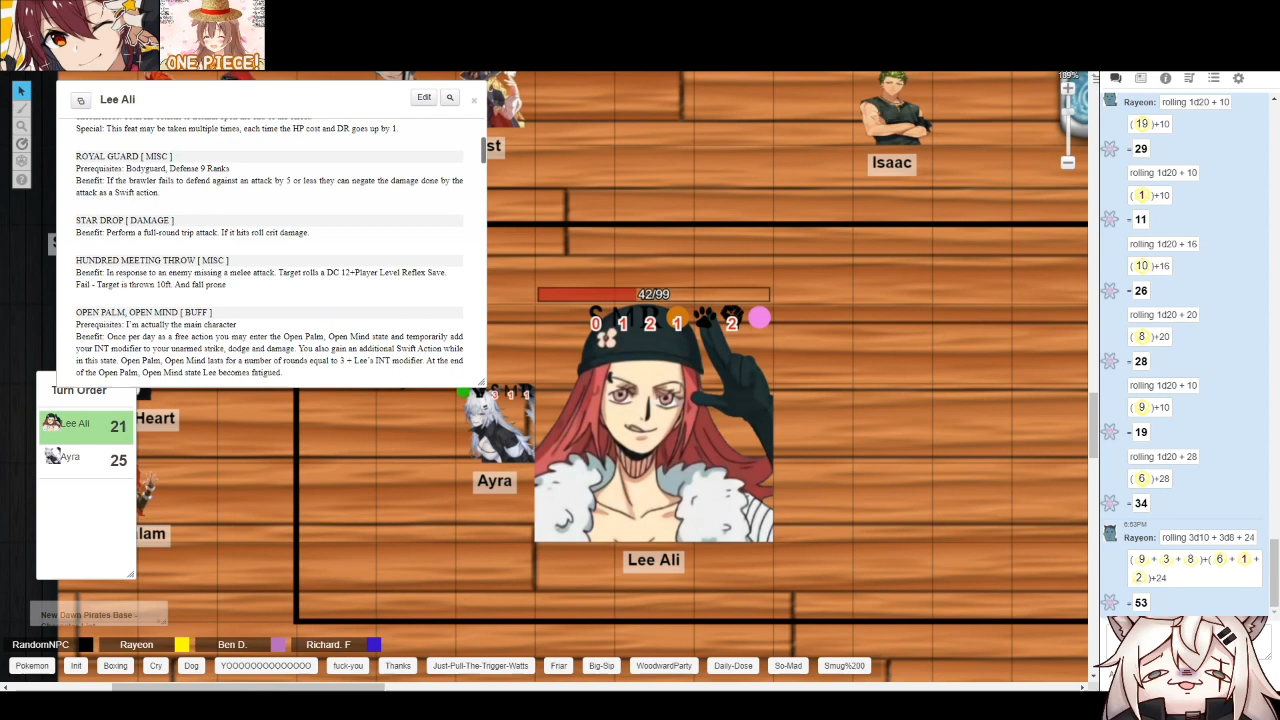 ONE PIECE!
189%
Lee Ali
Edit
Special: This feat may be taken multiple times, each time the HP cost and DR goes up by 1.
ROYAL GUARD [ MISC ]
Prerequisites: Bodyguard, Defense 9 Ranks
Benefit: If the brawler fails to defend against an attack by 5 or less they can negate the damage done by the
attack as a Swift action.
STAR DROP [ DAMAGE ]
Benefit: Perform a full-round trip attack. If it hits roll crit damage.
HUNDRED MEETING THROW [ MISC ]
Benefit: In response to an enemy missing a melee attack. Target rolls a DC 12+Player Level Reflex Save.
Fail - Target is thrown 10ft. And fall prone
OPEN PALM, OPEN MIND [ BUFF ]
Prerequisites: I'm actually the main character
Benefit: Once per day as a free action you may enter the Open Palm, Open Mind state and temporarily add
your INT modifier to your unarmed strike, dodge and damage. You also gain an additional Swift Action while
in this state. Open Palm, Open Mind lasts for a number of rounds equal to 3 + Lee's INT modifier. At the end
of the Open Palm, Open Mind state Lee becomes fatigued.
st
Isaac
42/99
S M R
0 1 2 1 2
S M R
3 1 1
Turn Order
Lee Ali 21
Ayra 25
Heart
lam
Ayra
Lee Ali
New Dawn Pirates Base -
RandomNPC
Rayeon
Ben D.
Richard. F
Pokemon
Init
Boxing
Cry
Dog
YOOOOOOOOOOOOO
fuck-you
Thanks
Just-Pull-The-Trigger-Watts
Friar
Big-Sip
WoodwardParty
Daily-Dose
So-Mad
Smug%200
Rayeon: rolling 1d20 + 10
(19)+10
= 29
rolling 1d20 + 10
(1)+10
= 11
rolling 1d20 + 16
(10)+16
= 26
rolling 1d20 + 20
(8)+20
= 28
rolling 1d20 + 10
(9)+10
= 19
rolling 1d20 + 28
(6)+28
= 34
6:53PM
Rayeon: rolling 3d10 + 3d8 + 24
(9 + 3 + 8)+(6 + 1 +
2)+24
= 53